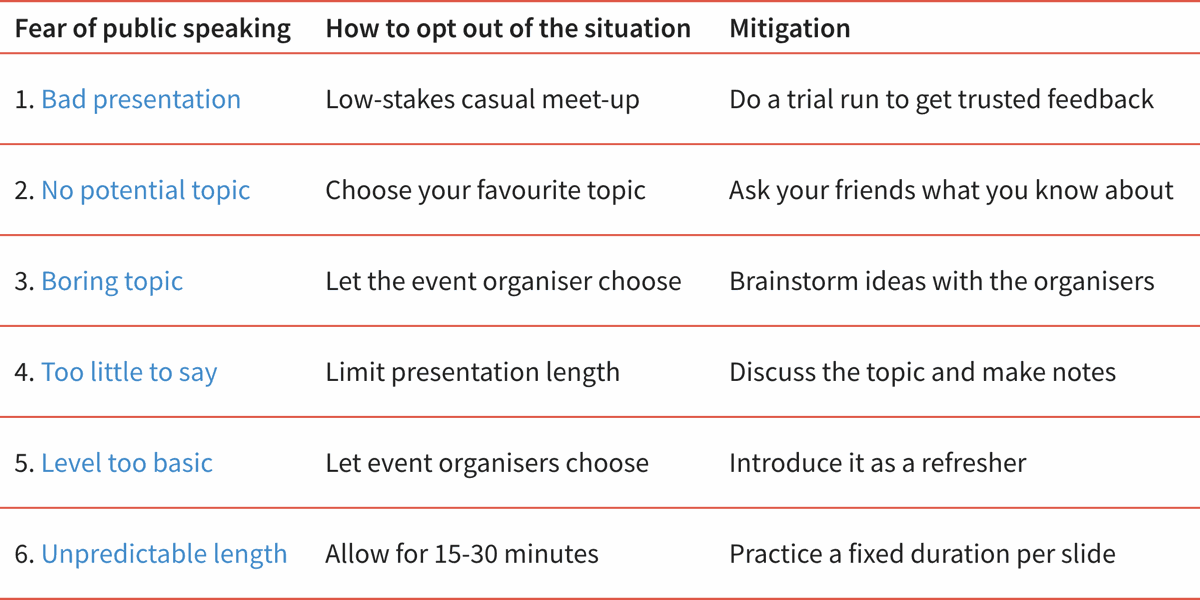 Fear of public speaking How to opt out of the situation Mitigation
1. Bad presentation Low-stakes casual meet-up Do a trial run to get trusted feedback
2. No potential topic Choose your favourite topic Ask your friends what you know about
3. Boring topic Let the event organiser choose Brainstorm ideas with the organisers
4. Too little to say Limit presentation length Discuss the topic and make notes
5. Level too basic Let event organisers choose Introduce it as a refresher
6. Unpredictable length Allow for 15-30 minutes Practice a fixed duration per slide